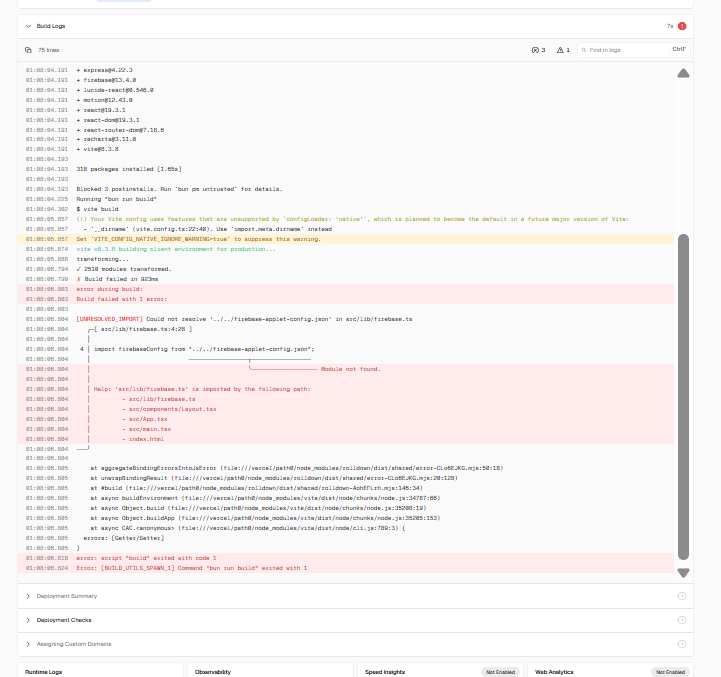 Build Logs
7s
75 lines
3
1
Find in logs
Ctrl F
01:08:04.191 + express@4.22.3
01:08:04.191 + firebase@13.4.0
01:08:04.191 + lucide-react@0.546.0
01:08:04.191 + motion@12.43.0
01:08:04.191 + react@19.3.1
01:08:04.191 + react-dom@19.3.1
01:08:04.191 + react-router-dom@7.18.6
01:08:04.191 + recharts@3.11.0
01:08:04.191 + vite@8.3.8
01:08:04.193
01:08:04.193 318 packages installed [1.85s]
01:08:04.193
01:08:04.193 Blocked 3 postinstalls. Run `bun pm untrusted` for details.
01:08:04.225 Running "bun run build"
01:08:04.302 $ vite build
01:08:05.857 (!) Your Vite config uses features that are unsupported by `configLoader: 'native'`, which is planned to become the default in a future major version of Vite:
01:08:05.857 - `__dirname` (vite.config.ts:22:40). Use `import.meta.dirname` instead
01:08:05.857 Set `VITE_CONFIG_NATIVE_IGNORE_WARNING=true` to suppress this warning.
01:08:05.874 vite v8.3.8 building client environment for production...
01:08:05.888 transforming...
01:08:06.794 ✓ 2510 modules transformed.
01:08:06.799 ✗ Build failed in 923ms
01:08:06.803 error during build:
01:08:06.803 Build failed with 1 error:
01:08:06.803
01:08:06.804 [UNRESOLVED_IMPORT] Could not resolve '../../firebase-applet-config.json' in src/lib/firebase.ts
01:08:06.804 ╭─[ src/lib/firebase.ts:4:28 ]
01:08:06.804 │
01:08:06.804 4 │ import firebaseConfig from "../../firebase-applet-config.json";
01:08:06.804 │
01:08:06.804 │ Module not found.
01:08:06.804 │
01:08:06.804 │ Help: 'src/lib/firebase.ts' is imported by the following path:
01:08:06.804 │ - src/lib/firebase.ts
01:08:06.804 │ - src/components/Layout.tsx
01:08:06.804 │ - src/App.tsx
01:08:06.804 │ - src/main.tsx
01:08:06.804 │ - index.html
01:08:06.804 ───╯
01:08:06.804
01:08:06.805 at aggregateBindingErrorsIntoJsError (file:///vercel/path0/node_modules/rolldown/dist/shared/error-CLo6EJKG.mjs:50:18)
01:08:06.805 at unwrapBindingResult (file:///vercel/path0/node_modules/rolldown/dist/shared/error-CLo6EJKG.mjs:20:128)
01:08:06.805 at #build (file:///vercel/path0/node_modules/rolldown/dist/shared/rolldown-AohEFLrh.mjs:148:34)
01:08:06.805 at async buildEnvironment (file:///vercel/path0/node_modules/vite/dist/node/chunks/node.js:34787:66)
01:08:06.805 at async Object.build (file:///vercel/path0/node_modules/vite/dist/node/chunks/node.js:35208:19)
01:08:06.805 at async Object.buildApp (file:///vercel/path0/node_modules/vite/dist/node/chunks/node.js:35205:153)
01:08:06.805 at async CAC.<anonymous> (file:///vercel/path0/node_modules/vite/dist/node/cli.js:789:3) {
01:08:06.805 errors: [Getter/Setter]
01:08:06.805 }
01:08:06.818 error: script "build" exited with code 1
01:08:06.824 Error: [BUILD_UTILS_SPAWN_1] Command "bun run build" exited with 1
Deployment Summary
Deployment Checks
Assigning Custom Domains
Runtime Logs
Observability
Speed Insights
Not Enabled
Web Analytics
Not Enabled